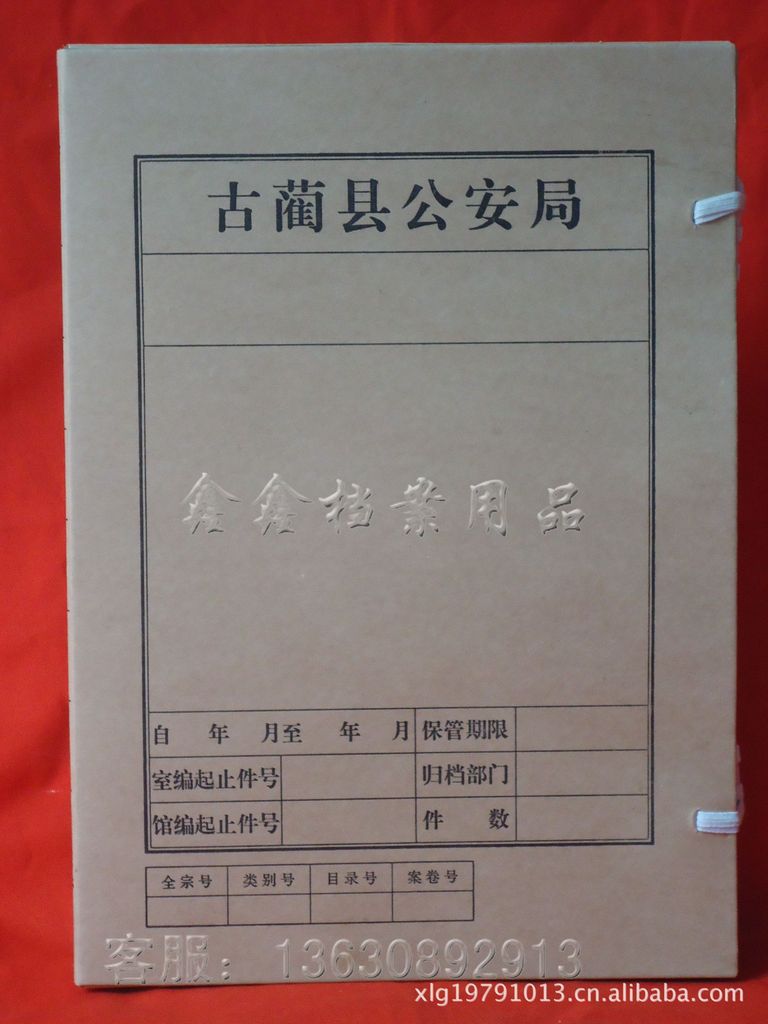 古蔺县公安局
鑫鑫档案用品
自 年 月至 年 月 保管期限
室编起止件号 归档部门
馆编起止件号 件 数
全宗号 类别号 目录号 案卷号
客服：13630892913
xlg19791013.cn.alibaba.com